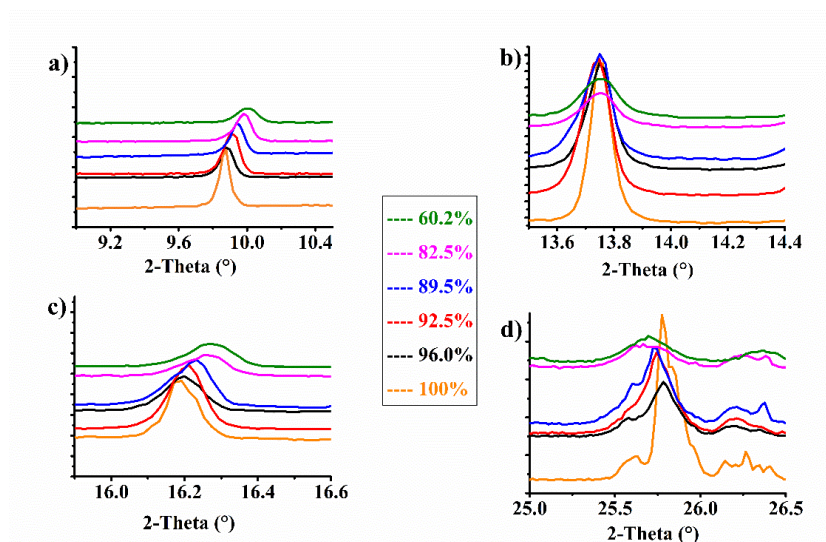 a)
9.2 9.6 10.0 10.4
2-Theta (°)
b)
13.6 13.8 14.0 14.2 14.4
2-Theta (°)
---- 60.2%
---- 82.5%
---- 89.5%
---- 92.5%
---- 96.0%
---- 100%
c)
16.0 16.2 16.4 16.6
2-Theta (°)
d)
25.0 25.5 26.0 26.5
2-Theta (°)